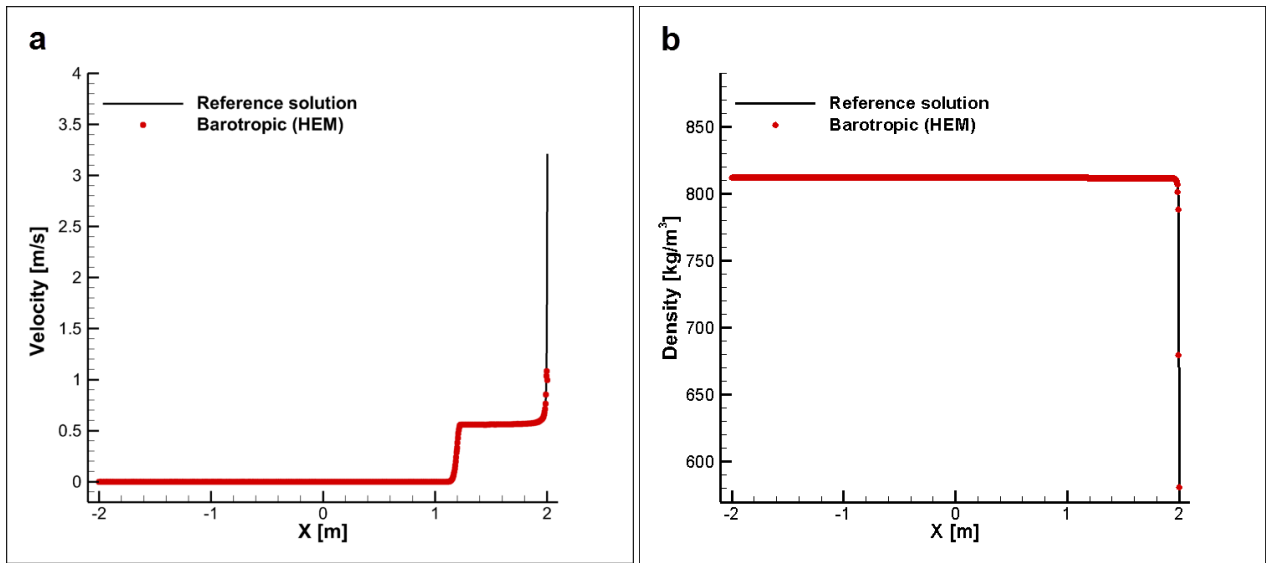 a
4
3.5
3
2.5
2
1.5
1
0.5
0
Velocity [m/s]
Reference solution
Barotropic (HEM)
-2 -1 0 1 2
X [m]
b
850
800
750
700
650
600
Density [kg/m³]
Reference solution
Barotropic (HEM)
-2 -1 0 1 2
X [m]